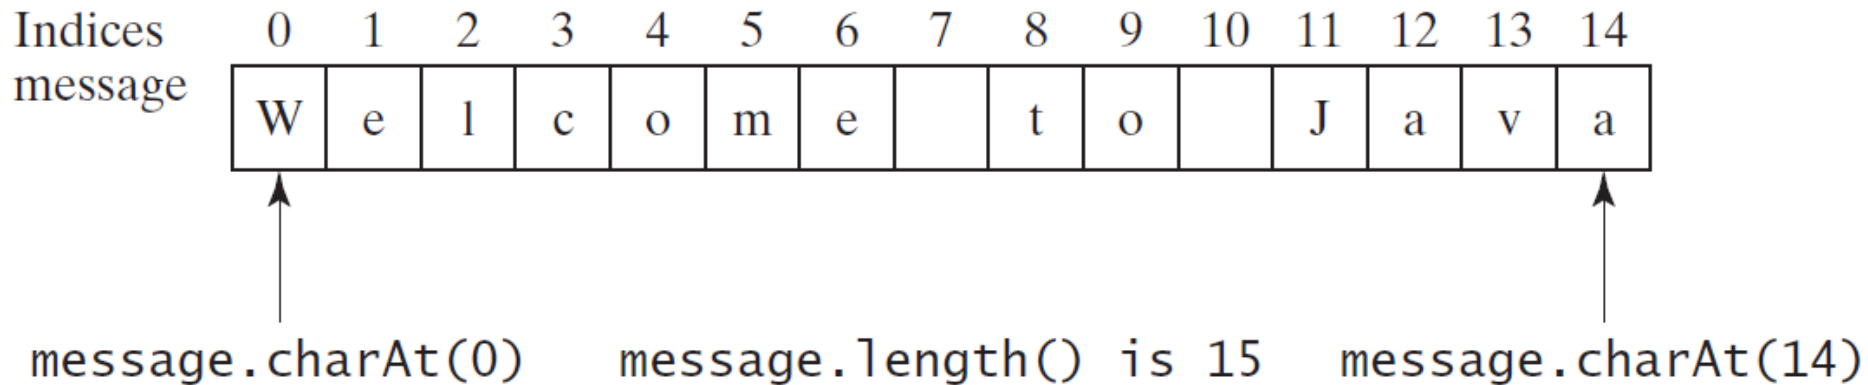 Indices 0 1 2 3 4 5 6 7 8 9 10 11 12 13 14
message W e l c o m e t o J a v a
message.charAt(0) message.length() is 15 message.charAt(14)